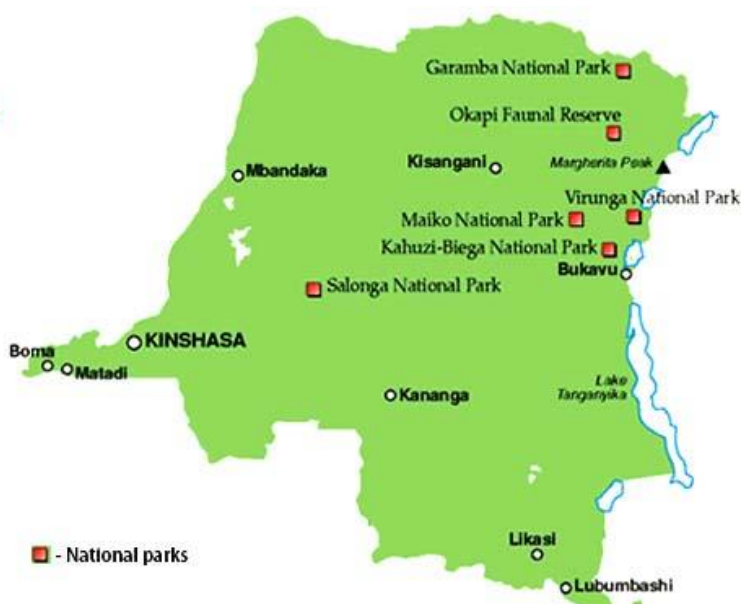 Garamba National Park
Okapi Faunal Reserve
Kisangani
Margherita Peak
Mbandaka
Virunga National Park
Maiko National Park
Kahuzi-Biega National Park
Bukavu
Salonga National Park
KINSHASA
Boma
Matadi
Lake
Tanganyika
Kananga
Likasi
- National parks
Lubumbashi